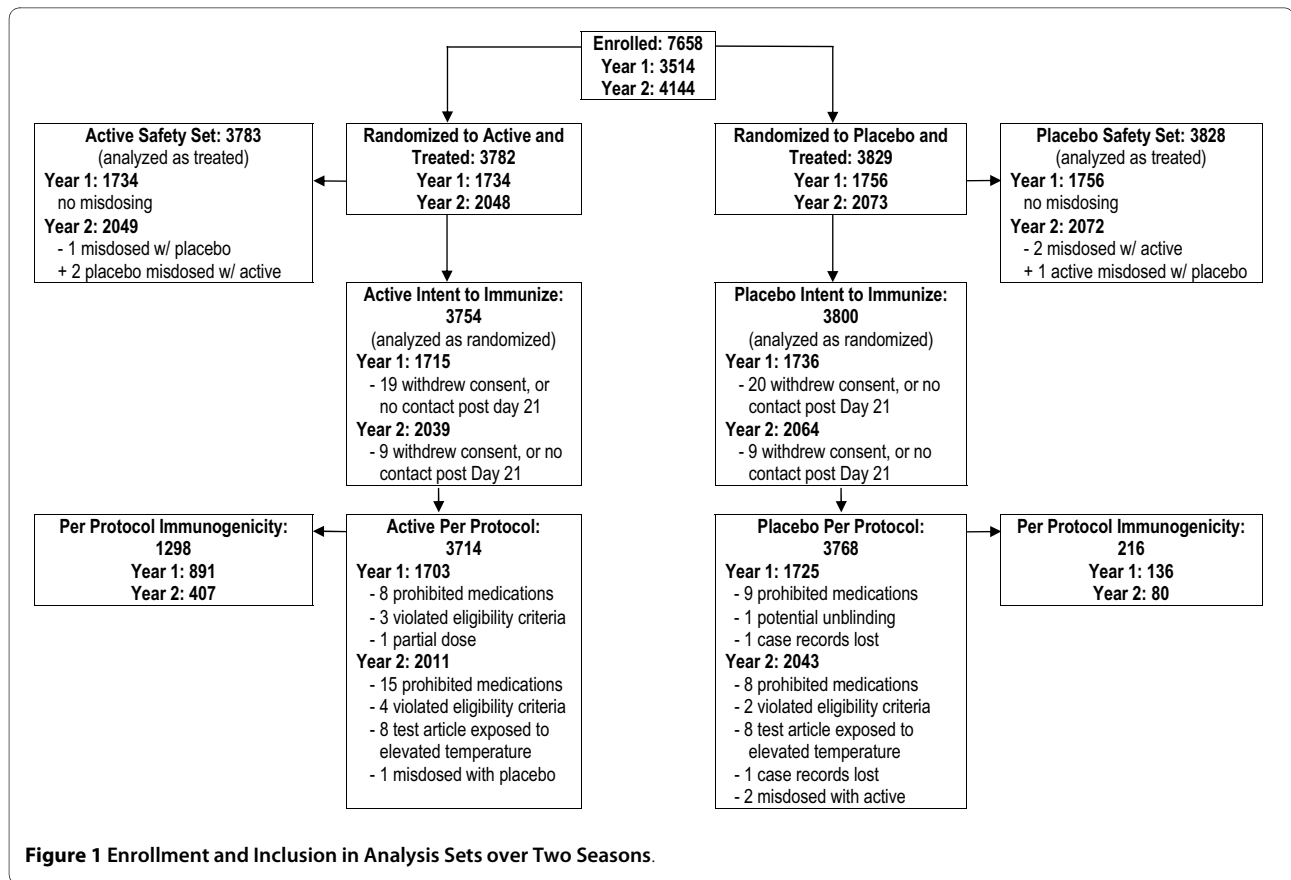 Enrolled: 7658
Year 1: 3514
Year 2: 4144
Active Safety Set: 3783
(analyzed as treated)
Year 1: 1734
no misdosing
Year 2: 2049
- 1 misdosed w/ placebo
+ 2 placebo misdosed w/ active
Randomized to Active and
Treated: 3782
Year 1: 1734
Year 2: 2048
Randomized to Placebo and
Treated: 3829
Year 1: 1756
Year 2: 2073
Placebo Safety Set: 3828
(analyzed as treated)
Year 1: 1756
no misdosing
Year 2: 2072
- 2 misdosed w/ active
+ 1 active misdosed w/ placebo
Active Intent to Immunize:
3754
(analyzed as randomized)
Year 1: 1715
- 19 withdrew consent, or
no contact post day 21
Year 2: 2039
- 9 withdrew consent, or no
contact post Day 21
Placebo Intent to Immunize:
3800
(analyzed as randomized)
Year 1: 1736
- 20 withdrew consent, or no
contact post Day 21
Year 2: 2064
- 9 withdrew consent, or no
contact post Day 21
Per Protocol Immunogenicity:
1298
Year 1: 891
Year 2: 407
Active Per Protocol:
3714
Year 1: 1703
- 8 prohibited medications
- 3 violated eligibility criteria
- 1 partial dose
Year 2: 2011
- 15 prohibited medications
- 4 violated eligibility criteria
- 8 test article exposed to
elevated temperature
- 1 misdosed with placebo
Placebo Per Protocol:
3768
Year 1: 1725
- 9 prohibited medications
- 1 potential unblinding
- 1 case records lost
Year 2: 2043
- 8 prohibited medications
- 2 violated eligibility criteria
- 8 test article exposed to
elevated temperature
- 1 case records lost
- 2 misdosed with active
Per Protocol Immunogenicity:
216
Year 1: 136
Year 2: 80
Figure 1 Enrollment and Inclusion in Analysis Sets over Two Seasons.